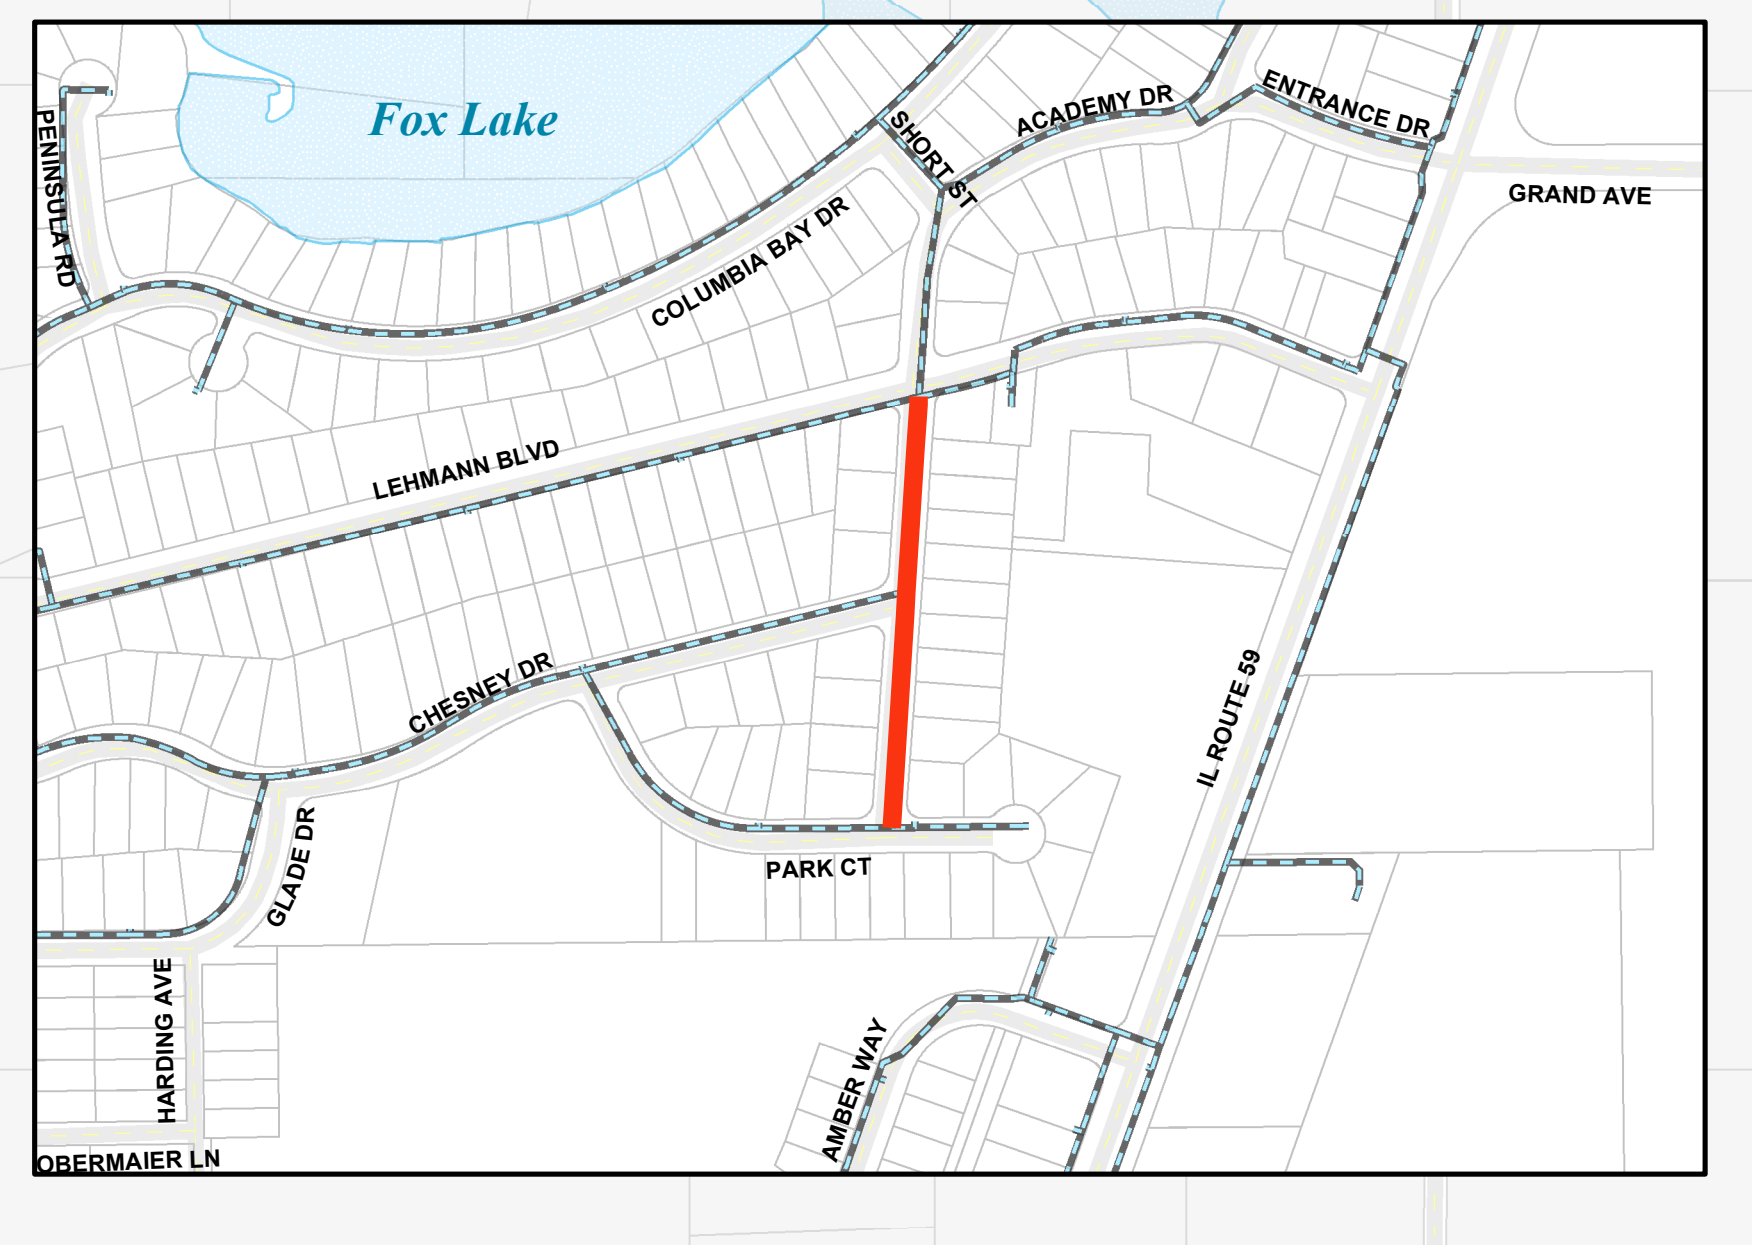 Fox Lake
ENTRANCE DR
ACADEMY DR
PENINSULA RD
SHORT ST
GRAND AVE
COLUMBIA BAY DR
LEHMANN BLVD
CHESNEY DR
IL ROUTE 59
GLADE DR
PARK CT
HARDING AVE
AMBER WAY
OBERMAIER LN